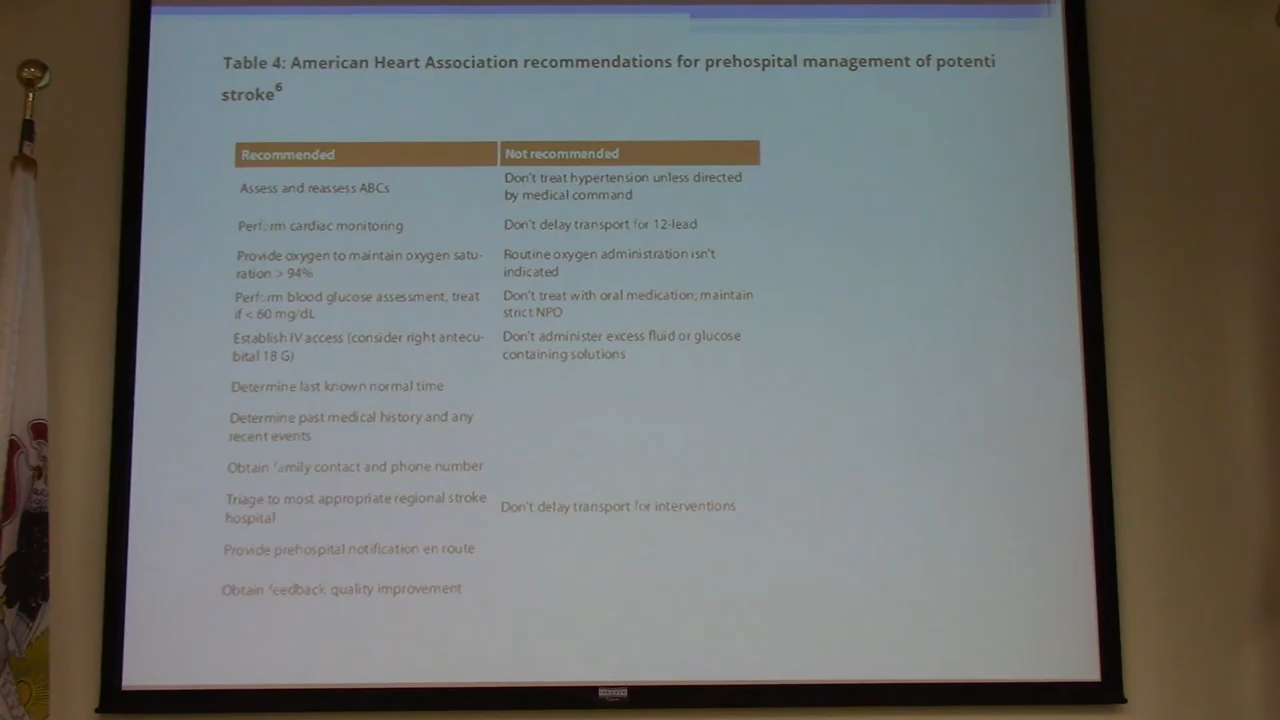 Table 4: American Heart Association recommendations for prehospital management of potenti
stroke6
Recommended
Not recommended
Assess and reassess ABCs
Don't treat hypertension unless directed
by medical command
Perform cardiac monitoring
Don't delay transport for 12-lead
Provide oxygen to maintain oxygen satu-
ration > 94%
Routine oxygen administration isn't
indicated
Perform blood glucose assessment, treat
if < 60 mg/dL
Don't treat with oral medication; maintain
strict NPO
Establish IV access (consider right antecu-
bital 18 G)
Don't administer excess fluid or glucose
containing solutions
Determine last known normal time
Determine past medical history and any
recent events
Obtain family contact and phone number
Triage to most appropriate regional stroke
hospital
Don't delay transport for interventions
Provide prehospital notification en route
Obtain feedback quality improvement